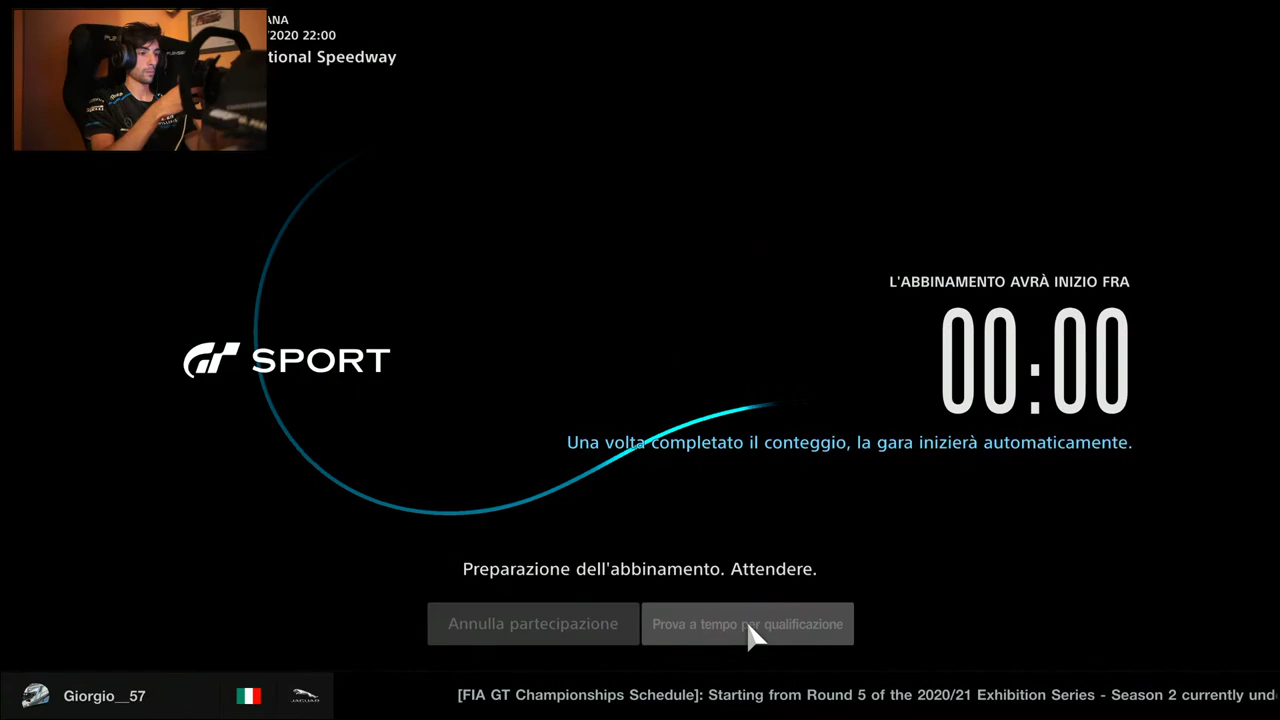 ANA
/2020 22:00
tional Speedway
L'ABBINAMENTO AVRÀ INIZIO FRA
00:00
GT SPORT
Una volta completato il conteggio, la gara inizierà automaticamente.
Preparazione dell'abbinamento. Attendere.
Annulla partecipazione
Prova a tempo per qualificazione
Giorgio__57
JAGUAR
[FIA GT Championships Schedule]: Starting from Round 5 of the 2020/21 Exhibition Series - Season 2 currently und